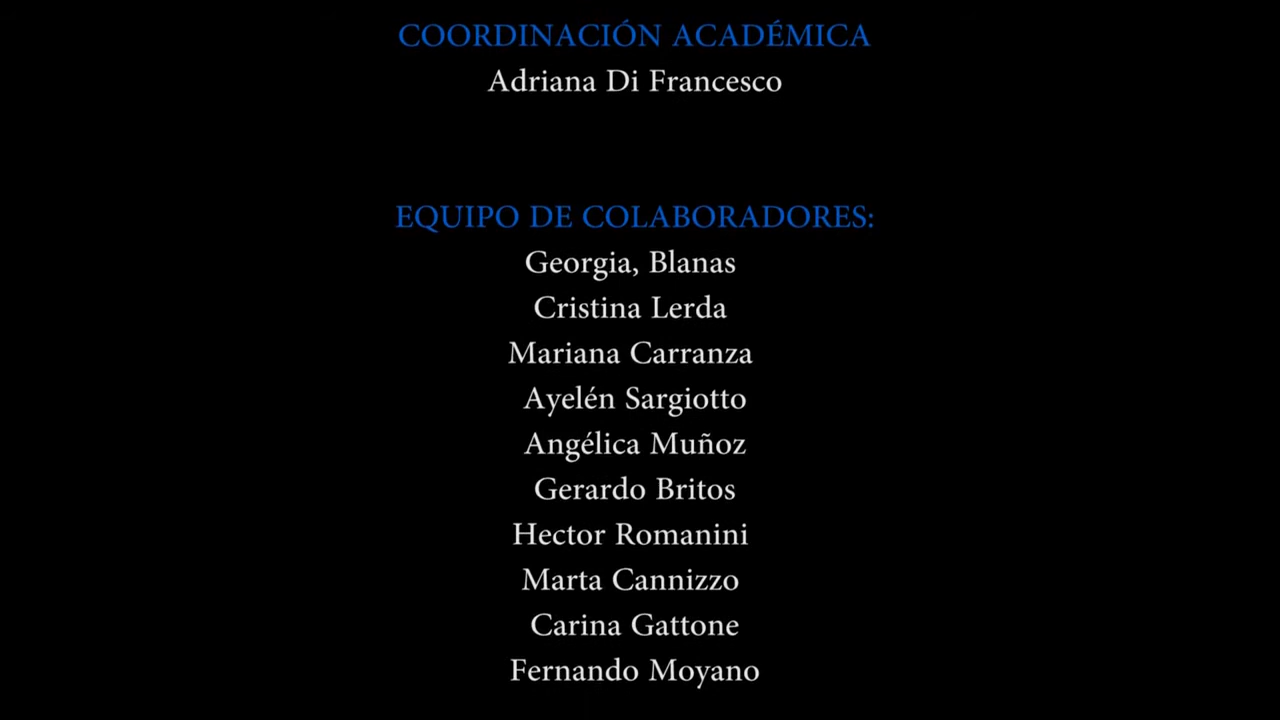 COORDINACIÓN ACADÉMICA
Adriana Di Francesco
EQUIPO DE COLABORADORES:
Georgia, Blanas
Cristina Lerda
Mariana Carranza
Ayelén Sargiotto
Angélica Muñoz
Gerardo Britos
Hector Romanini
Marta Cannizzo
Carina Gattone
Fernando Moyano